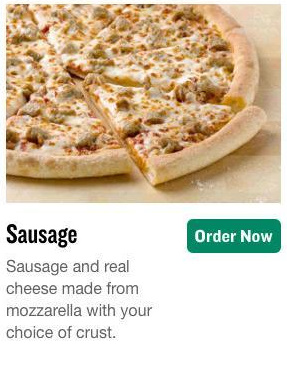 Sausage
Order Now
Sausage and real
cheese made from
mozzarella with your
choice of crust.